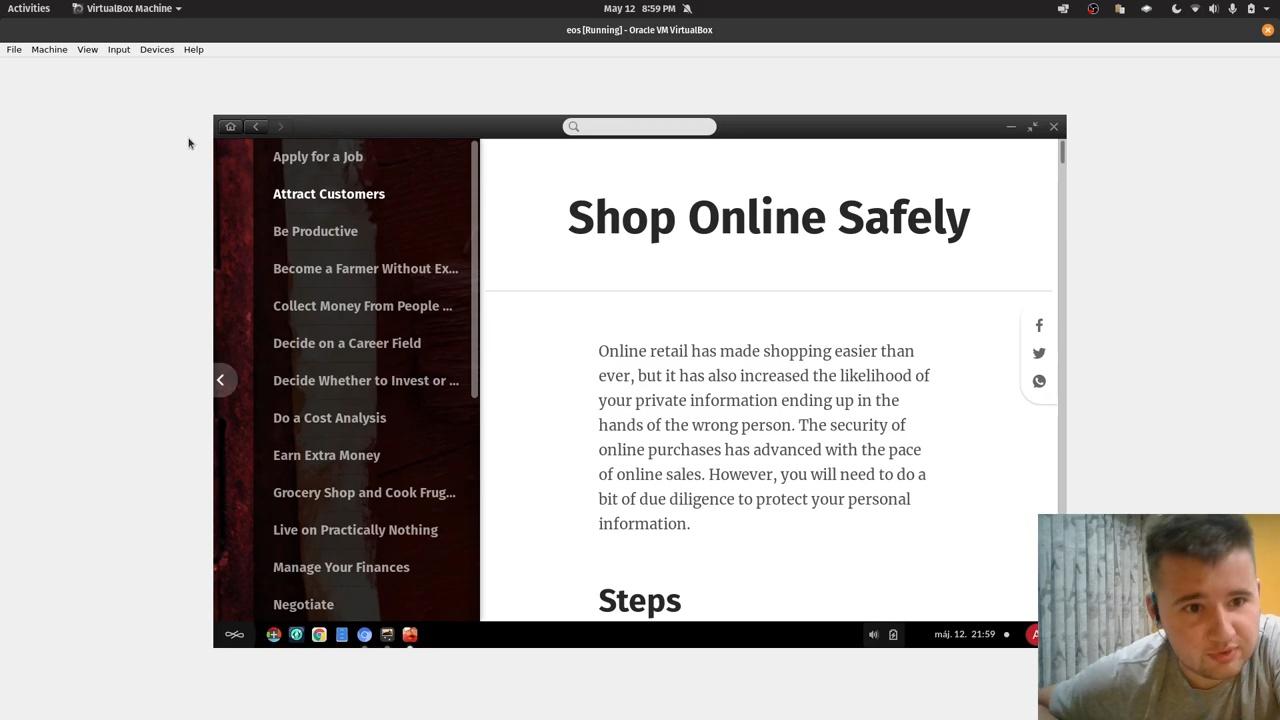 Activities VirtualBox Machine May 12 8:59 PM
eos [Running] - Oracle VM VirtualBox
File Machine View Input Devices Help
Apply for a Job
Attract Customers
Be Productive
Become a Farmer Without Ex...
Collect Money From People ...
Decide on a Career Field
Decide Whether to Invest or ...
Do a Cost Analysis
Earn Extra Money
Grocery Shop and Cook Frug...
Live on Practically Nothing
Manage Your Finances
Negotiate
Shop Online Safely
Online retail has made shopping easier than
ever, but it has also increased the likelihood of
your private information ending up in the
hands of the wrong person. The security of
online purchases has advanced with the pace
of online sales. However, you will need to do a
bit of due diligence to protect your personal
information.
Steps
máj. 12. 21:59